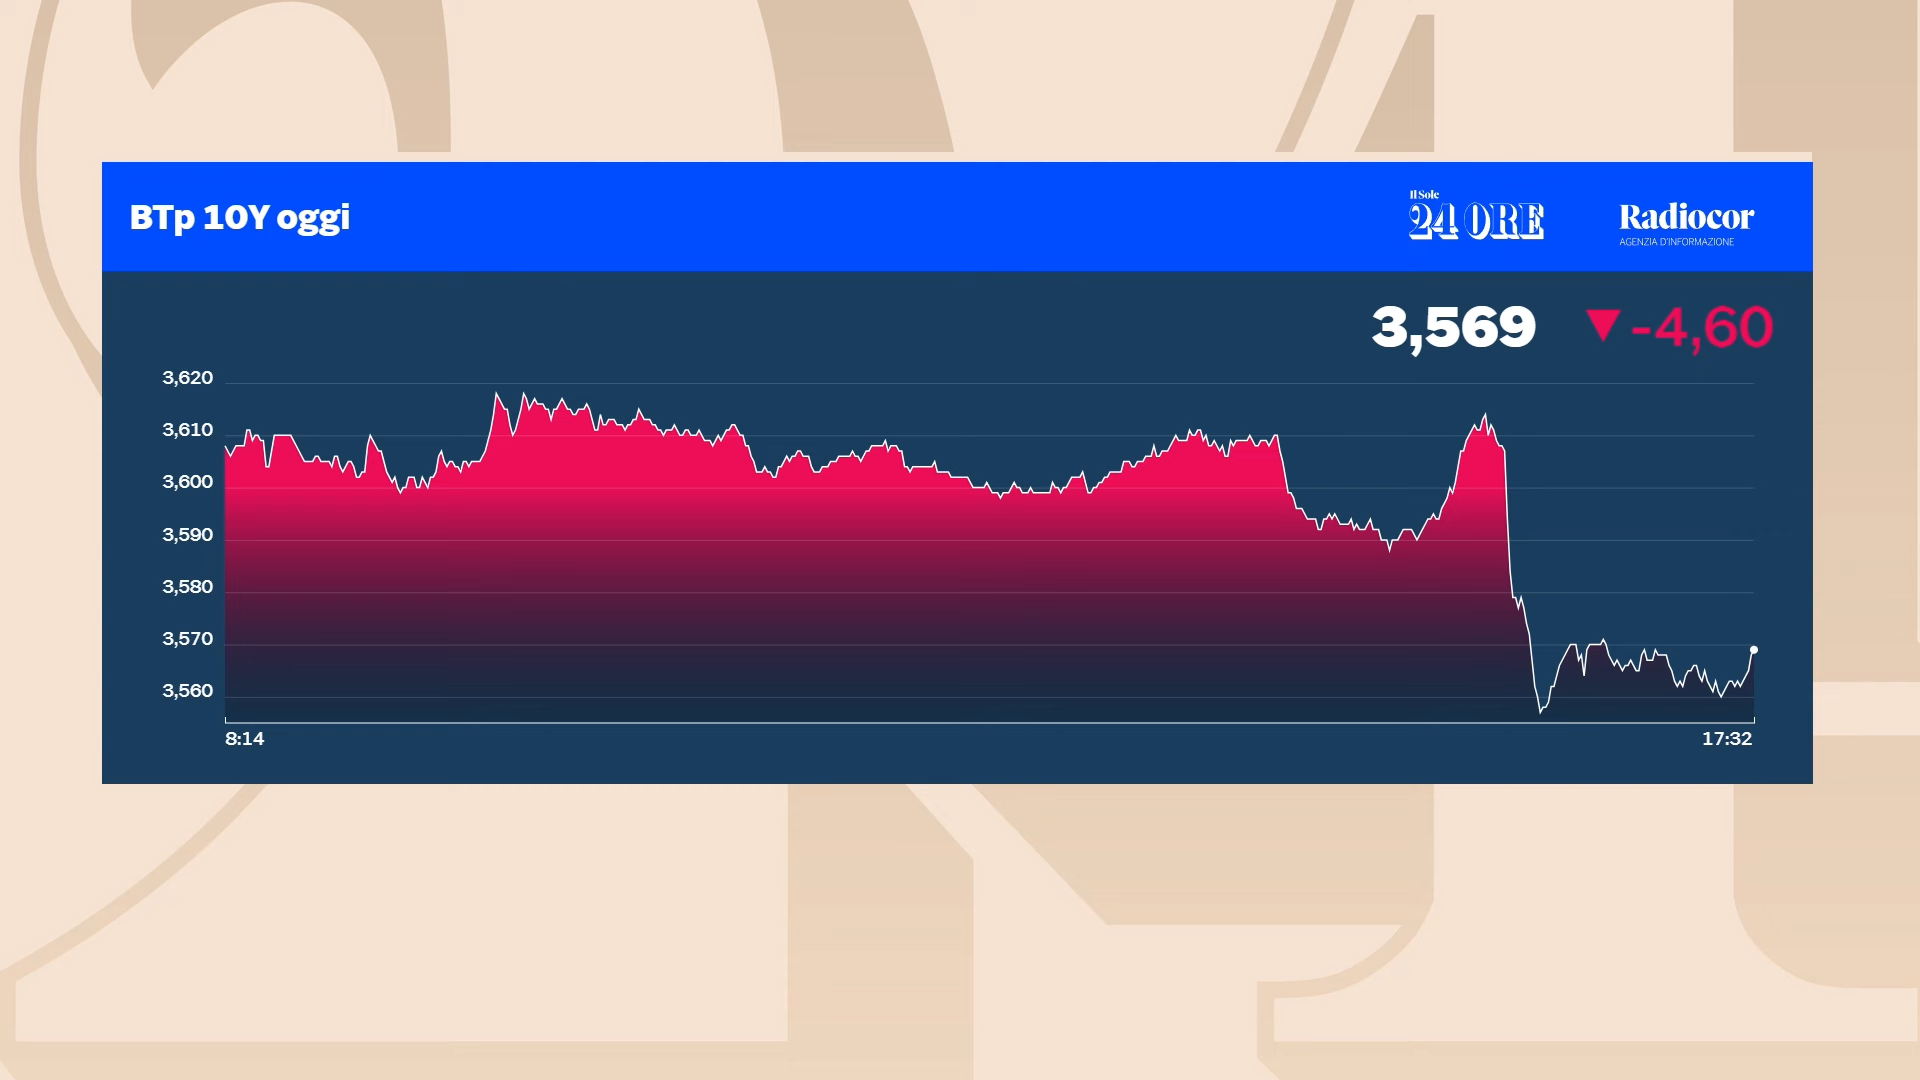 BTp 10Y oggi
Il Sole
24 ORE
Radiocor
AGENZIA D'INFORMAZIONE
3,569 ▼-4,60
3,620
3,610
3,600
3,590
3,580
3,570
3,560
8:14
17:32